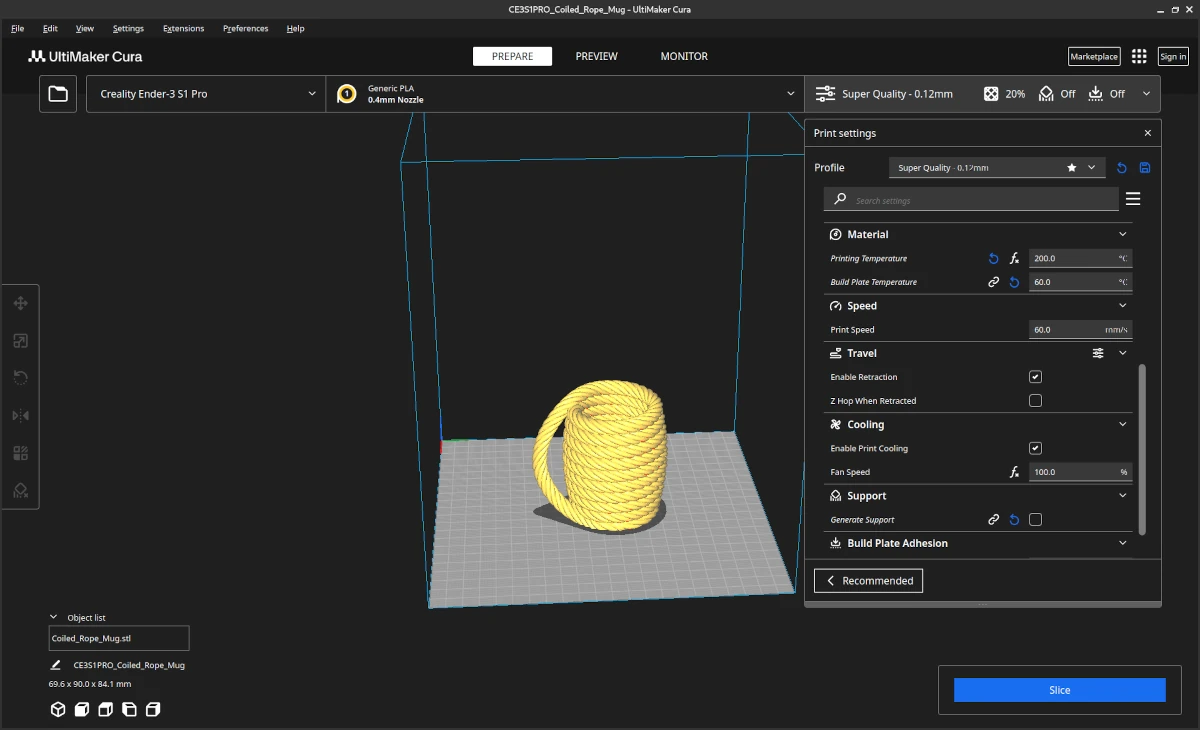 CE3S1PRO_Coiled_Rope_Mug - UltiMaker Cura
File Edit View Settings Extensions Preferences Help
UltiMaker Cura
PREPARE PREVIEW MONITOR
Marketplace Sign in
Creality Ender-3 S1 Pro
1
Generic PLA
0.4mm Nozzle
Super Quality - 0.12mm 20% Off Off
Print settings
Profile Super Quality - 0.12mm
Search settings
Material
Printing Temperature 200.0 °C
Build Plate Temperature 60.0 °C
Speed
Print Speed 60.0 mm/s
Travel
Enable Retraction
Z Hop When Retracted
Cooling
Enable Print Cooling
Fan Speed 100.0 %
Support
Generate Support
Build Plate Adhesion
Recommended
Object list
Coiled_Rope_Mug.stl
CE3S1PRO_Coiled_Rope_Mug
69.6 x 90.0 x 84.1 mm
Slice